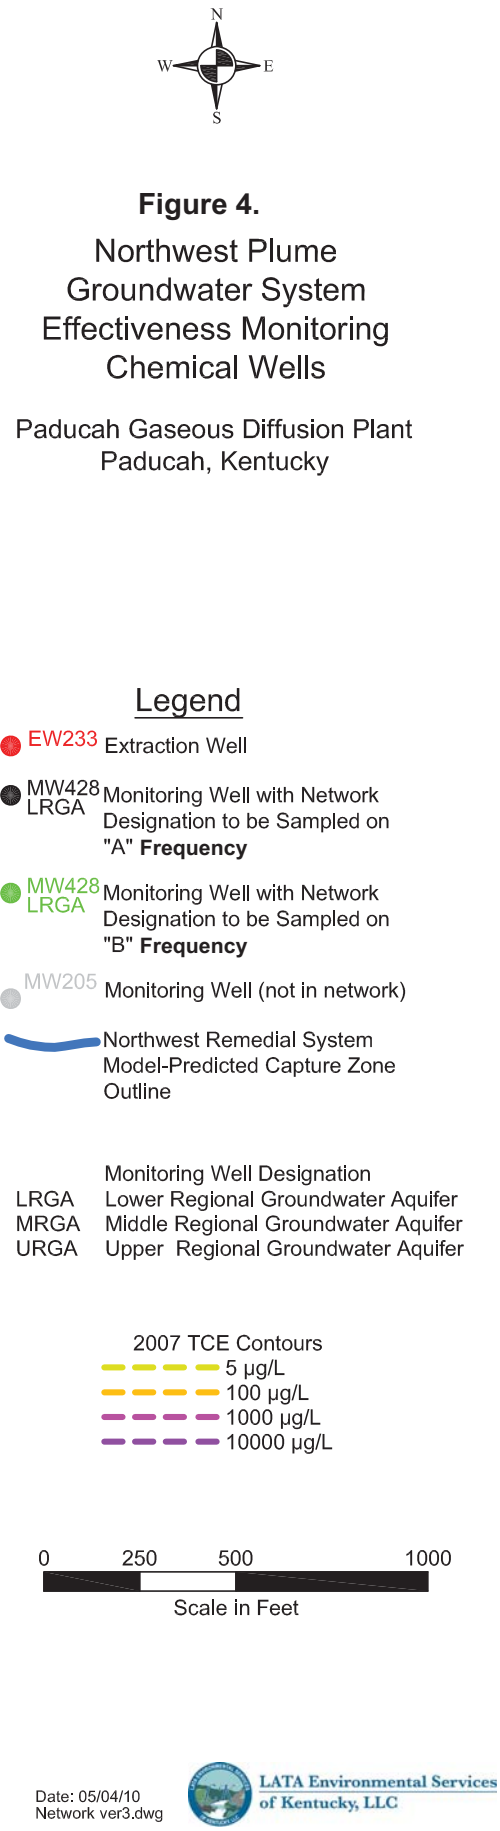 N
W E
S
Figure 4.
Northwest Plume
Groundwater System
Effectiveness Monitoring
Chemical Wells
Paducah Gaseous Diffusion Plant
Paducah, Kentucky
Legend
EW233 Extraction Well
MW428 Monitoring Well with Network
LRGA Designation to be Sampled on
"A" Frequency
MW428 Monitoring Well with Network
LRGA Designation to be Sampled on
"B" Frequency
MW205 Monitoring Well (not in network)
Northwest Remedial System
Model-Predicted Capture Zone
Outline
Monitoring Well Designation
LRGA Lower Regional Groundwater Aquifer
MRGA Middle Regional Groundwater Aquifer
URGA Upper Regional Groundwater Aquifer
2007 TCE Contours
5 µg/L
100 µg/L
1000 µg/L
10000 µg/L
0 250 500 1000
Scale in Feet
Date: 05/04/10
Network ver3.dwg
LATA Environmental Services
of Kentucky, LLC